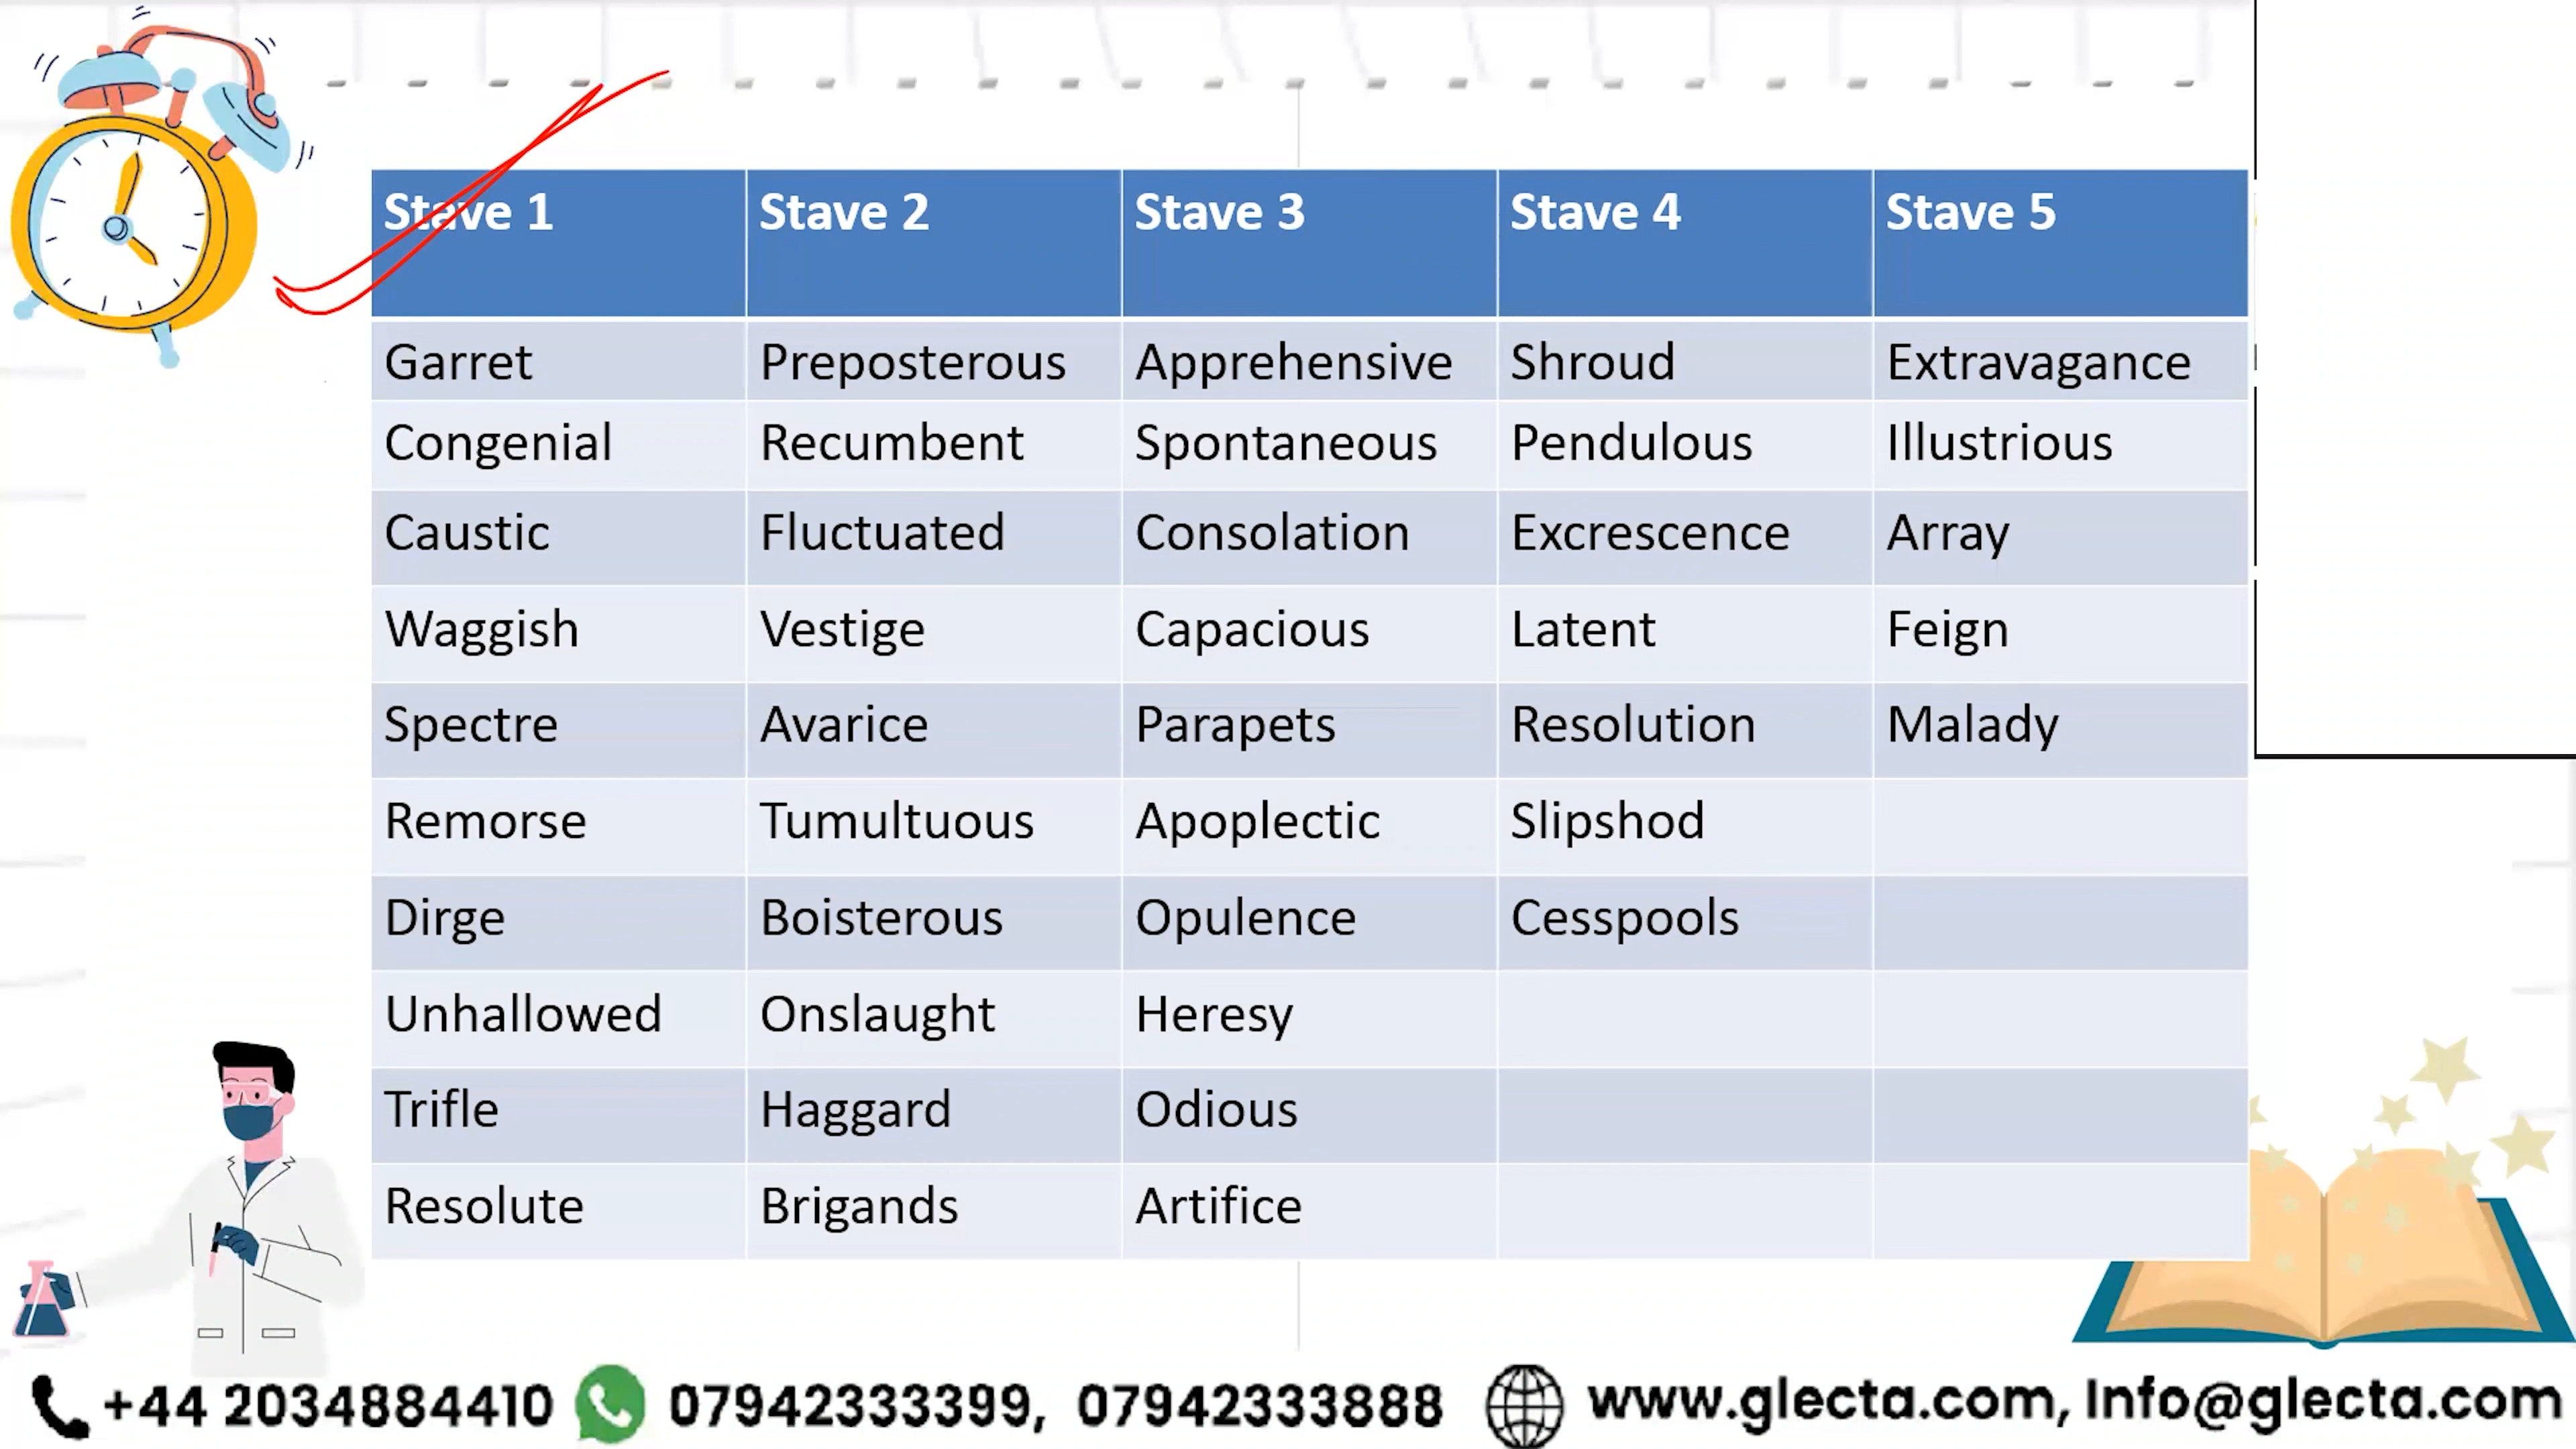 Stave 1 Stave 2 Stave 3 Stave 4 Stave 5
Garret Preposterous Apprehensive Shroud Extravagance
Congenial Recumbent Spontaneous Pendulous Illustrious
Caustic Fluctuated Consolation Excrescence Array
Waggish Vestige Capacious Latent Feign
Spectre Avarice Parapets Resolution Malady
Remorse Tumultuous Apoplectic Slipshod
Dirge Boisterous Opulence Cesspools
Unhallowed Onslaught Heresy
Trifle Haggard Odious
Resolute Brigands Artifice
+44 2034884410 07942333399, 07942333888 www.glecta.com, Info@glecta.com